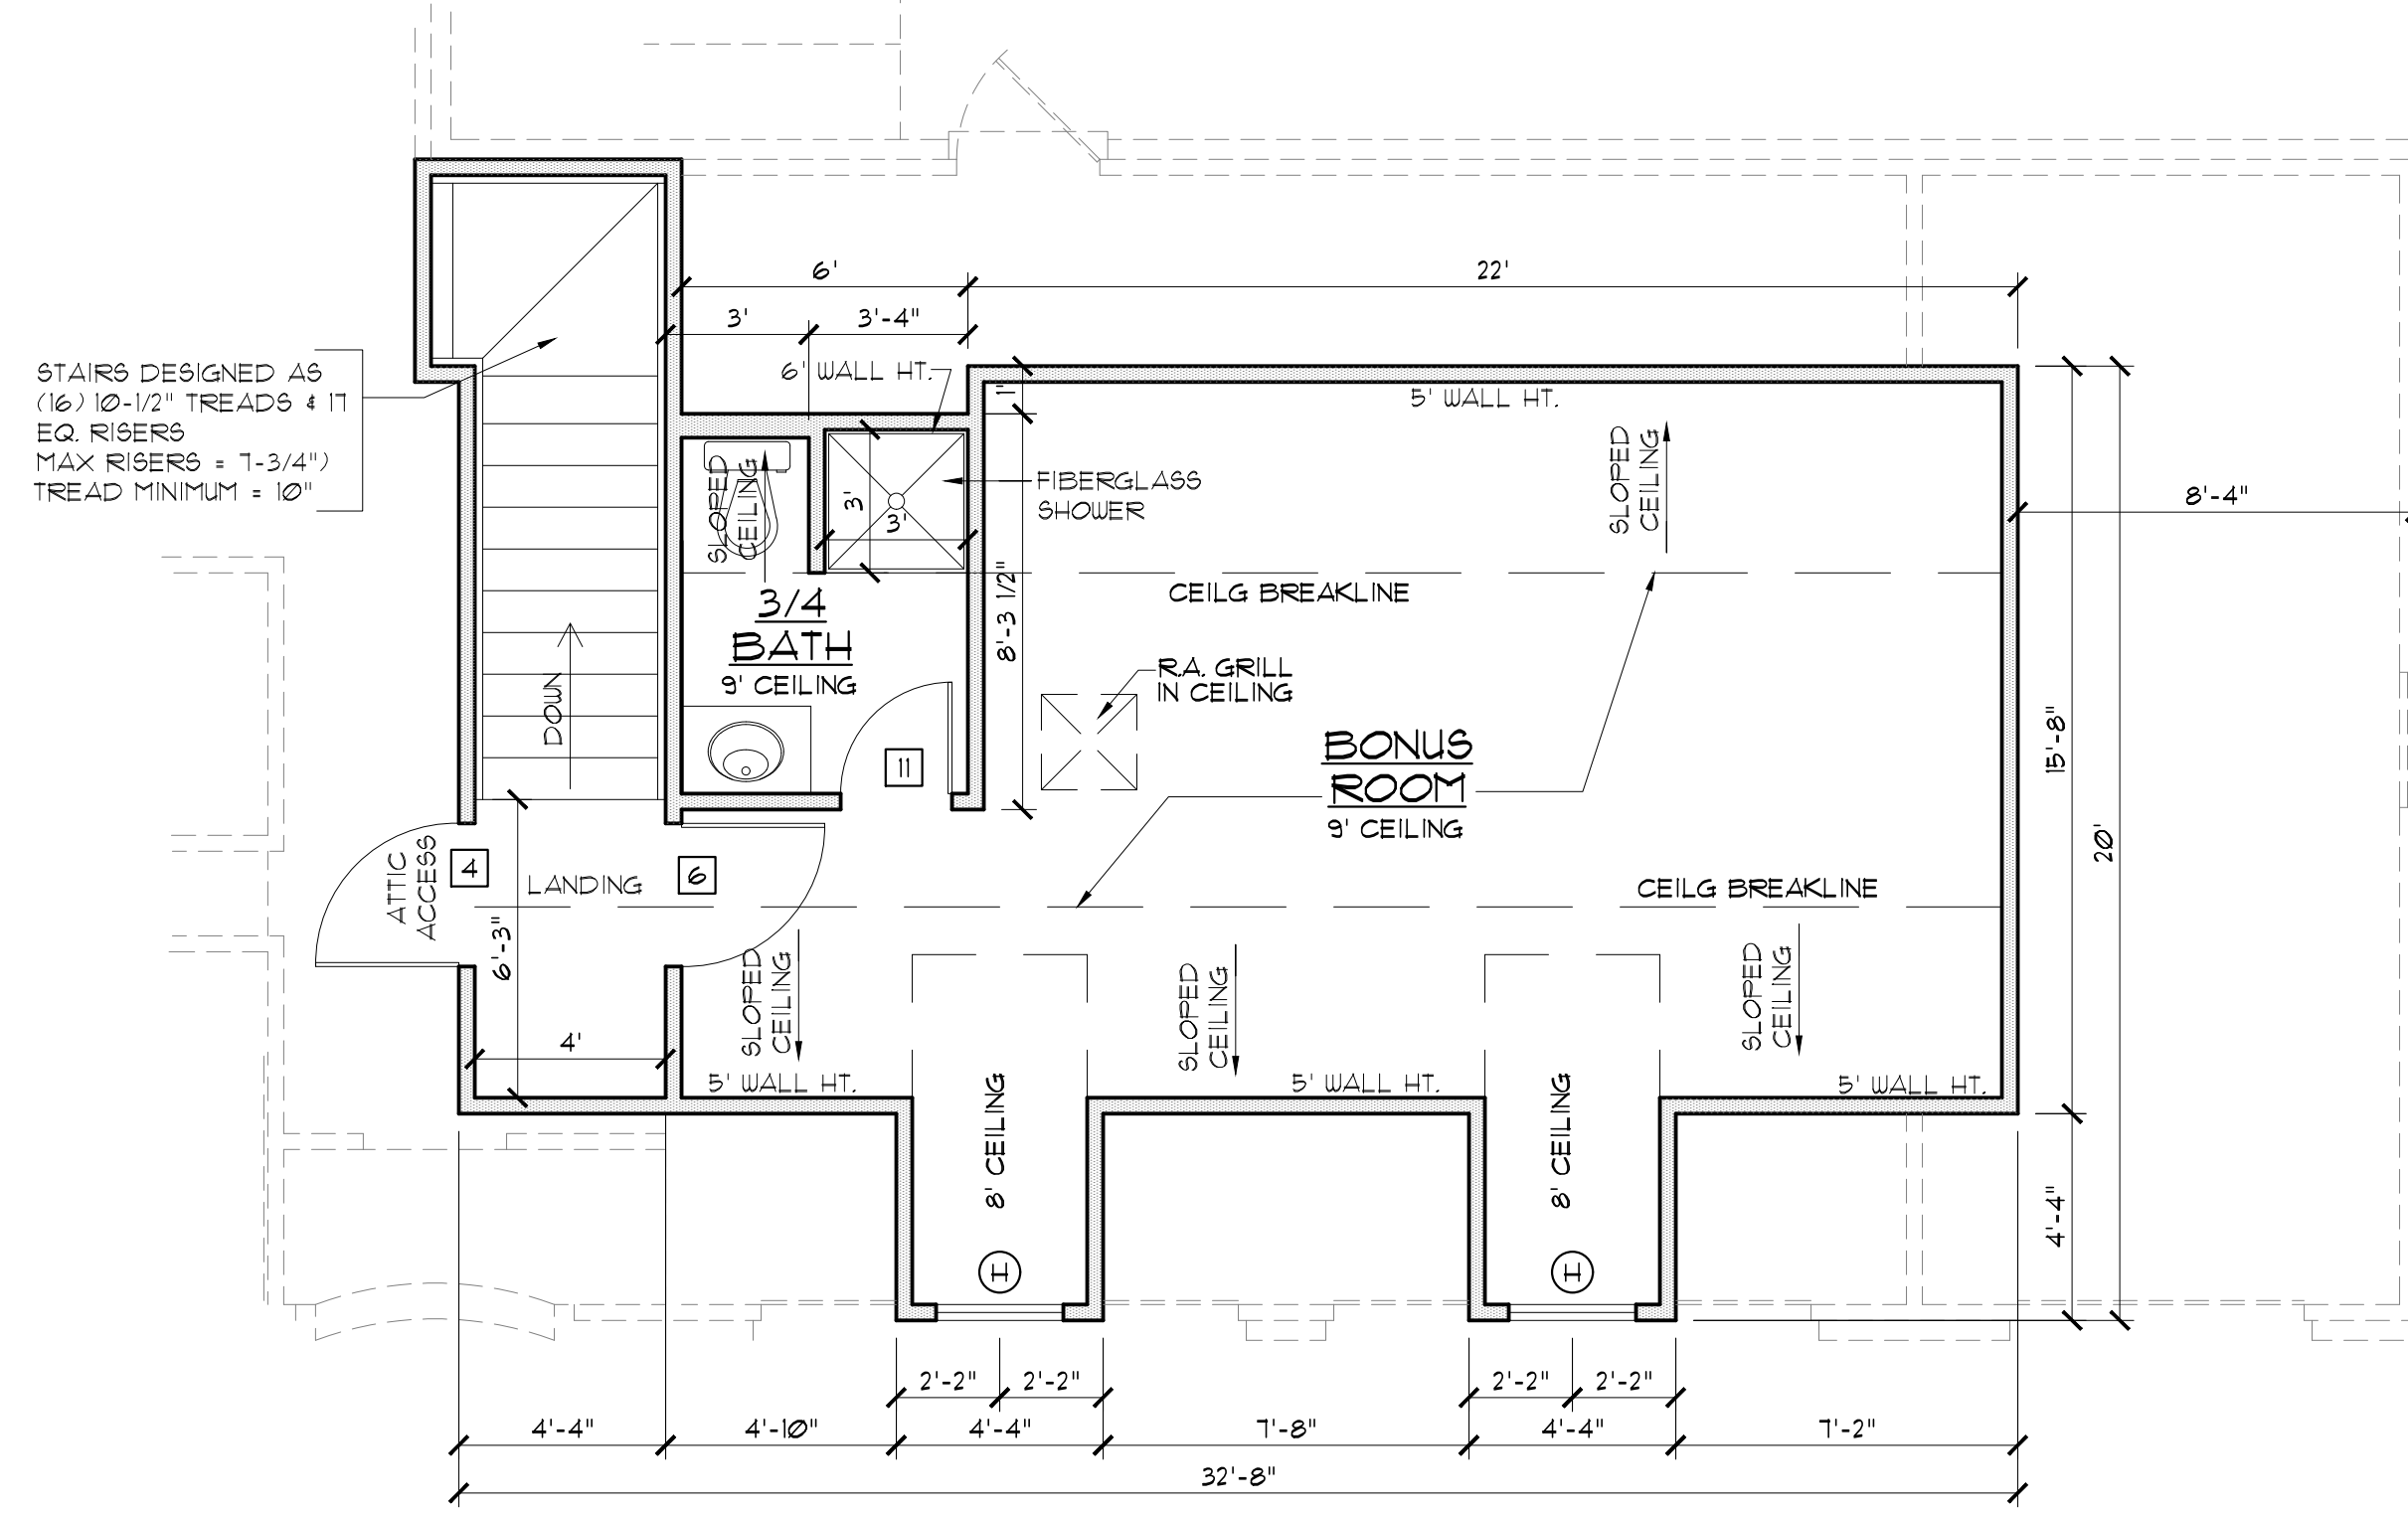 6'
22'
3'
3'-4"
6' WALL HT.
1'
5' WALL HT.
STAIRS DESIGNED AS
(16) 10-1/2" TREADS & 17
EQ. RISERS
MAX RISERS = 7-3/4")
TREAD MINIMUM = 10"
SLOPED
CEILING
3'
3'
FIBERGLASS
SHOWER
SLOPED
CEILING
8'-4"
CEILG BREAKLINE
3/4
BATH
9' CEILING
8'-3 1/2"
R.A. GRILL
IN CEILING
DOWN
11
BONUS
ROOM
9' CEILING
15'-8"
20'
ATTIC
ACCESS
4
LANDING
6
CEILG BREAKLINE
6'-3"
SLOPED
CEILING
SLOPED
CEILING
SLOPED
CEILING
4'
5' WALL HT.
5' WALL HT.
5' WALL HT.
8' CEILING
8' CEILING
4'-4"
H
H
2'-2"
2'-2"
2'-2"
2'-2"
4'-4"
4'-10"
4'-4"
7'-8"
4'-4"
7'-2"
32'-8"